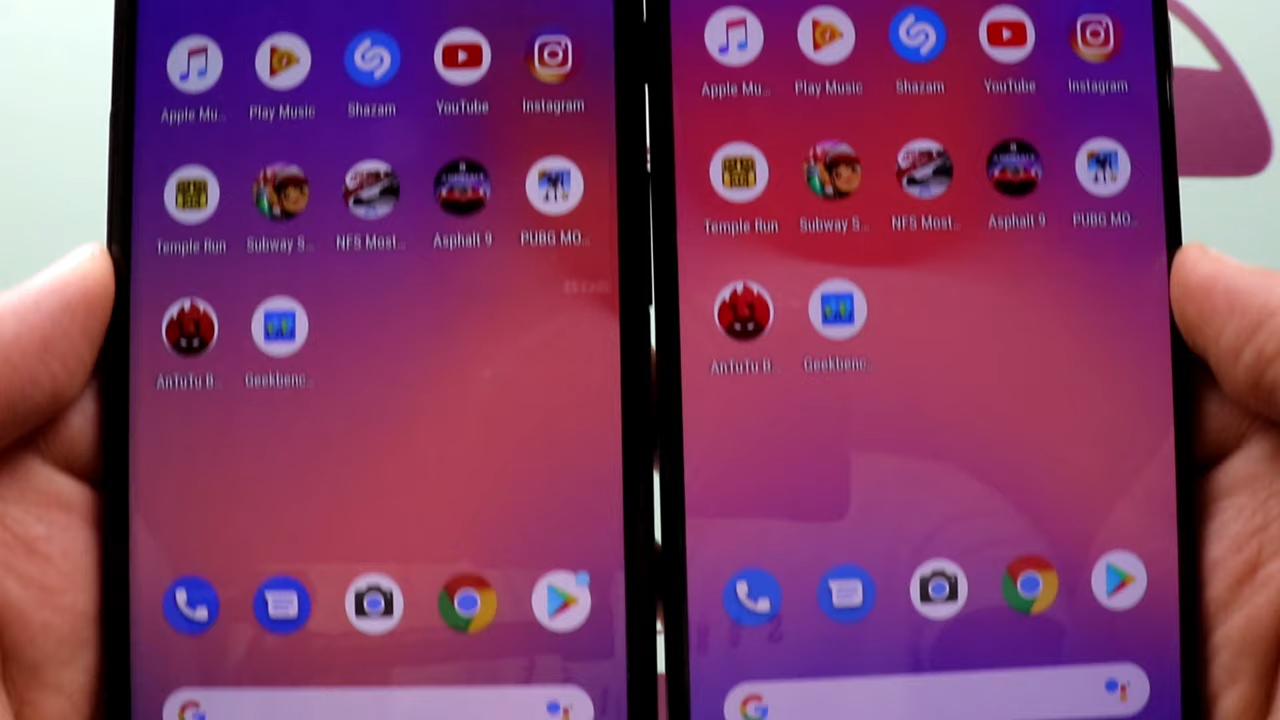 Apple Mu...
Play Music
Shazam
YouTube
Instagram
Temple Run
Subway S...
NFS Most...
Asphalt 9
PUBG MO...
AnTuTu B...
Geekbenc...
Apple Mu...
Play Music
Shazam
YouTube
Instagram
Temple Run
Subway S...
NFS Most...
Asphalt 9
PUBG MO...
AnTuTu B...
Geekbenc...